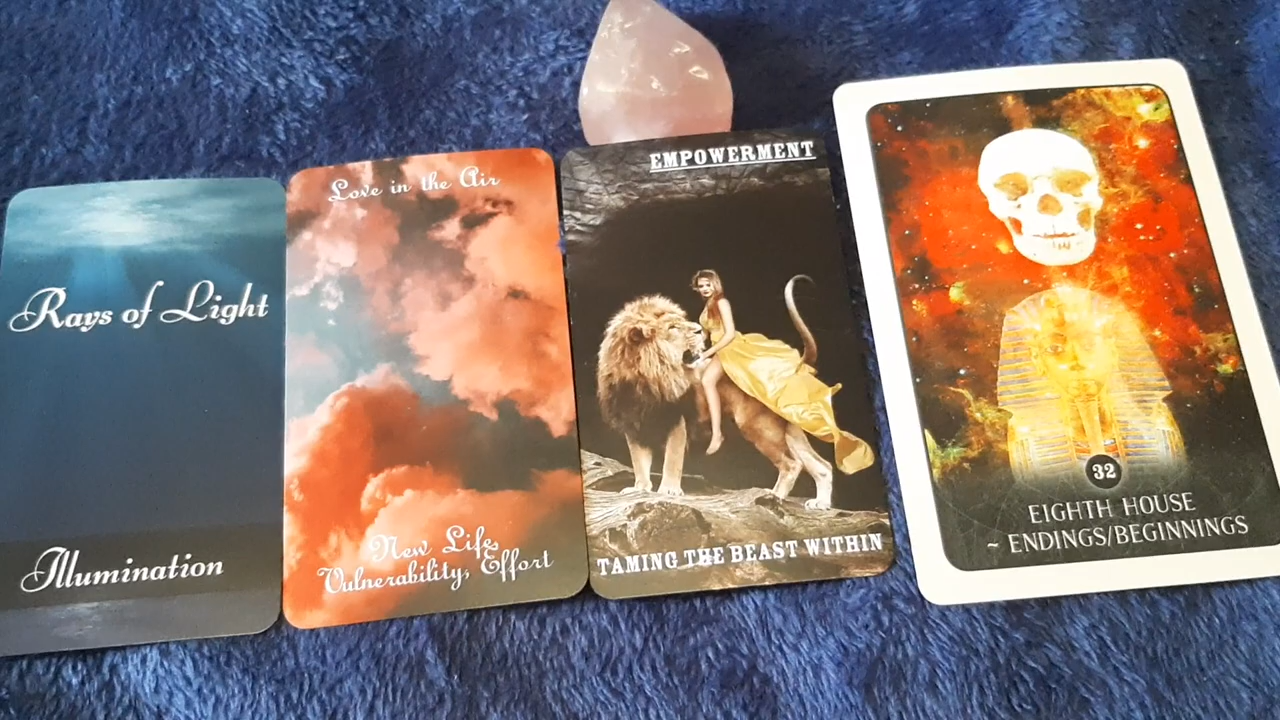 Rays of Light
Illumination
Love in the Air
New Life,
Vulnerability, Effort
EMPOWERMENT
TAMING THE BEAST WITHIN
32
EIGHTH HOUSE
~ ENDINGS/BEGINNINGS